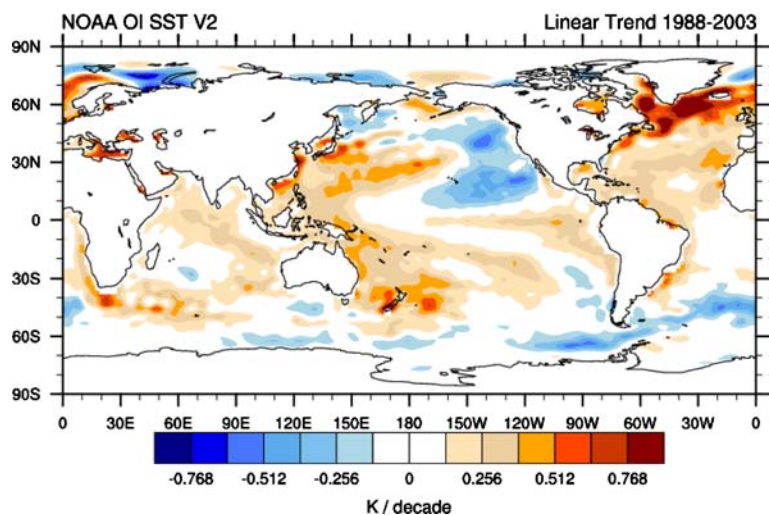 NOAA OI SST V2 Linear Trend 1988-2003
90N
60N
30N
0
30S
60S
90S
0 30E 60E 90E 120E 150E 180 150W 120W 90W 60W 30W 0
-0.768 -0.512 -0.256 0 0.256 0.512 0.768
K / decade